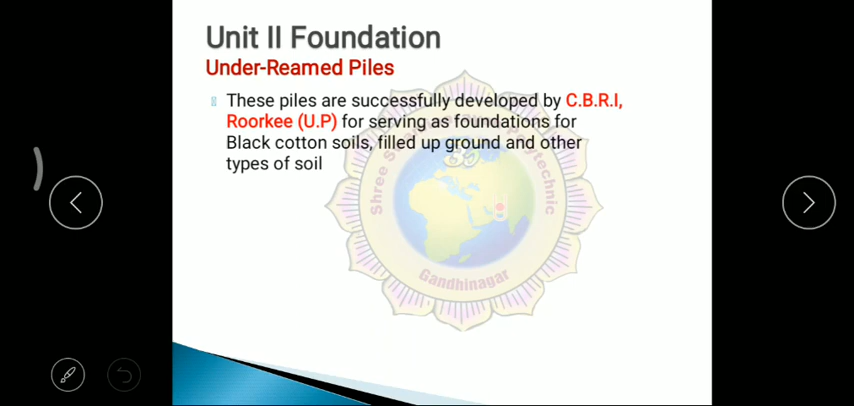 Unit II Foundation
Under-Reamed Piles
These piles are successfully developed by C.B.R.I,
Roorkee (U.P) for serving as foundations for
Black cotton soils, filled up ground and other
types of soil
Gandhinagar